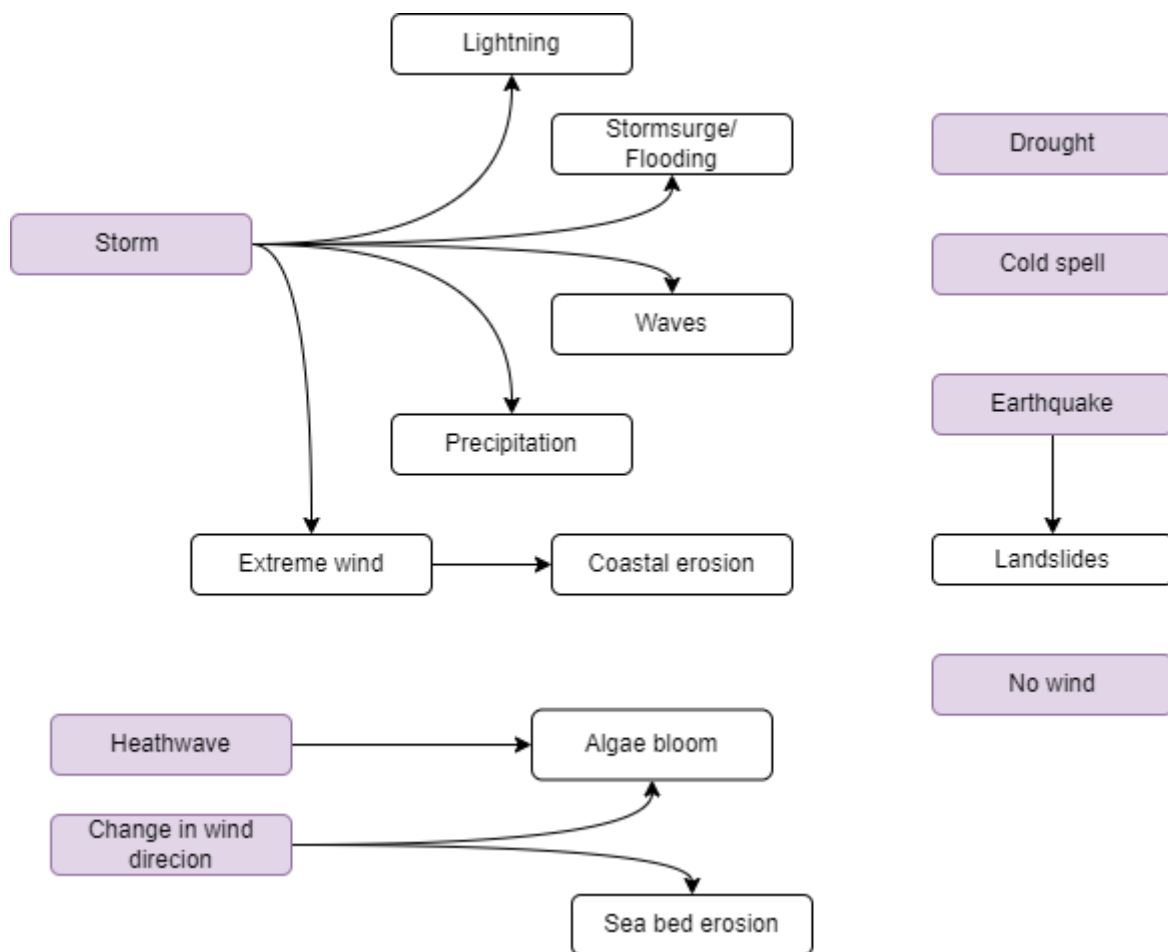 Lightning
Stormsurge/
Flooding
Drought
Storm
Cold spell
Waves
Earthquake
Precipitation
Extreme wind
Coastal erosion
Landslides
No wind
Heathwave
Algae bloom
Change in wind
direcion
Sea bed erosion